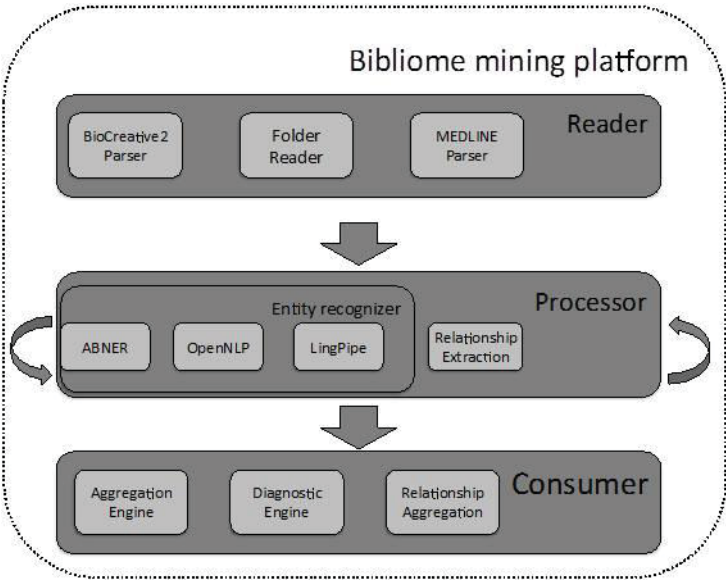 Bibliome mining platform
Reader
BioCreative2
Parser
Folder
Reader
MEDLINE
Parser
Processor
Entity recognizer
ABNER
OpenNLP
LingPipe
Relationship
Extraction
Consumer
Aggregation
Engine
Diagnostic
Engine
Relationship
Aggregation